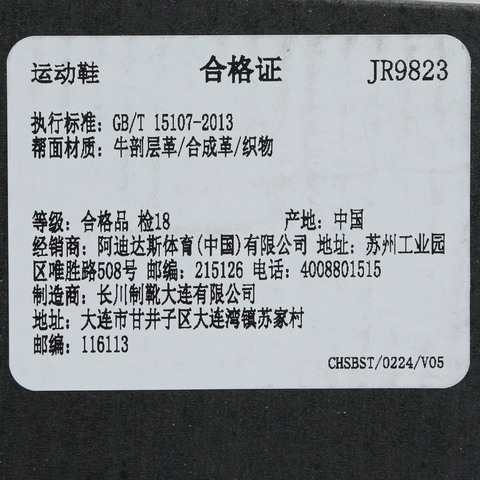 运动鞋 合格证 JR9823
执行标准: GB/T 15107-2013
帮面材质: 牛剖层革/合成革/织物
等级: 合格品 检18 产地: 中国
经销商: 阿迪达斯体育(中国)有限公司 地址: 苏州工业园
区唯胜路508号 邮编: 215126 电话: 4008801515
制造商: 长川制靴大连有限公司
地址: 大连市甘井子区大连湾镇苏家村
邮编: 116113
CHSBST/0224/V05